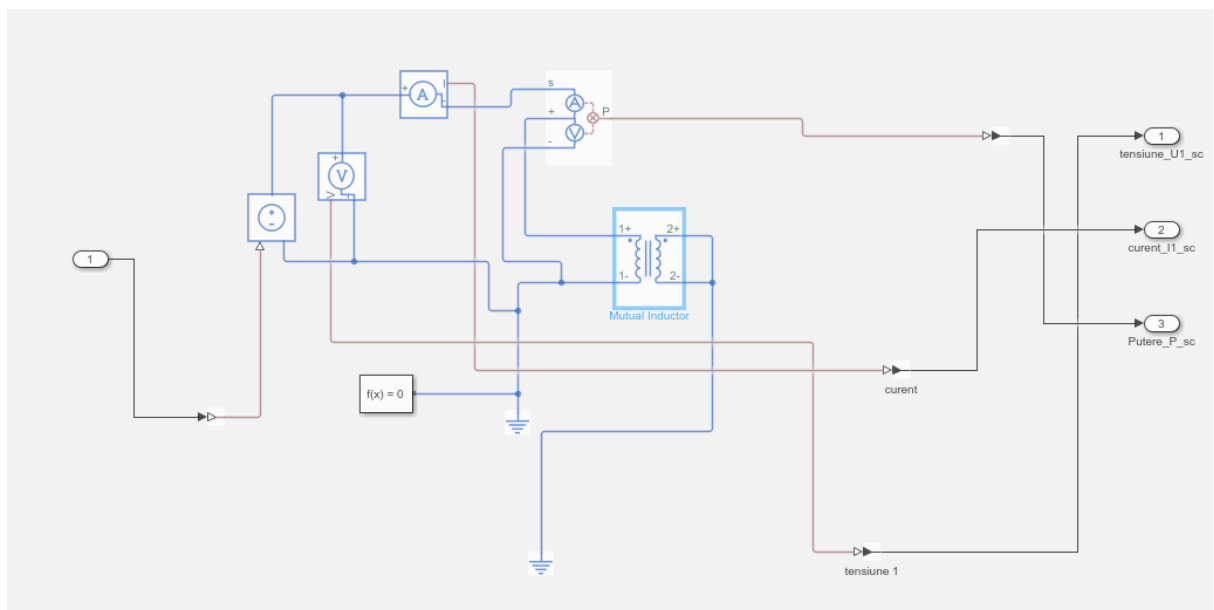 A
I
+
-
s
+
-
A
V
P
+
V
V
-
+
-
1+
2+
1-
2-
Mutual Inductor
1
1
tensiune_U1_sc
2
curent_I1_sc
3
Putere_P_sc
f(x) = 0
curent
tensiune 1